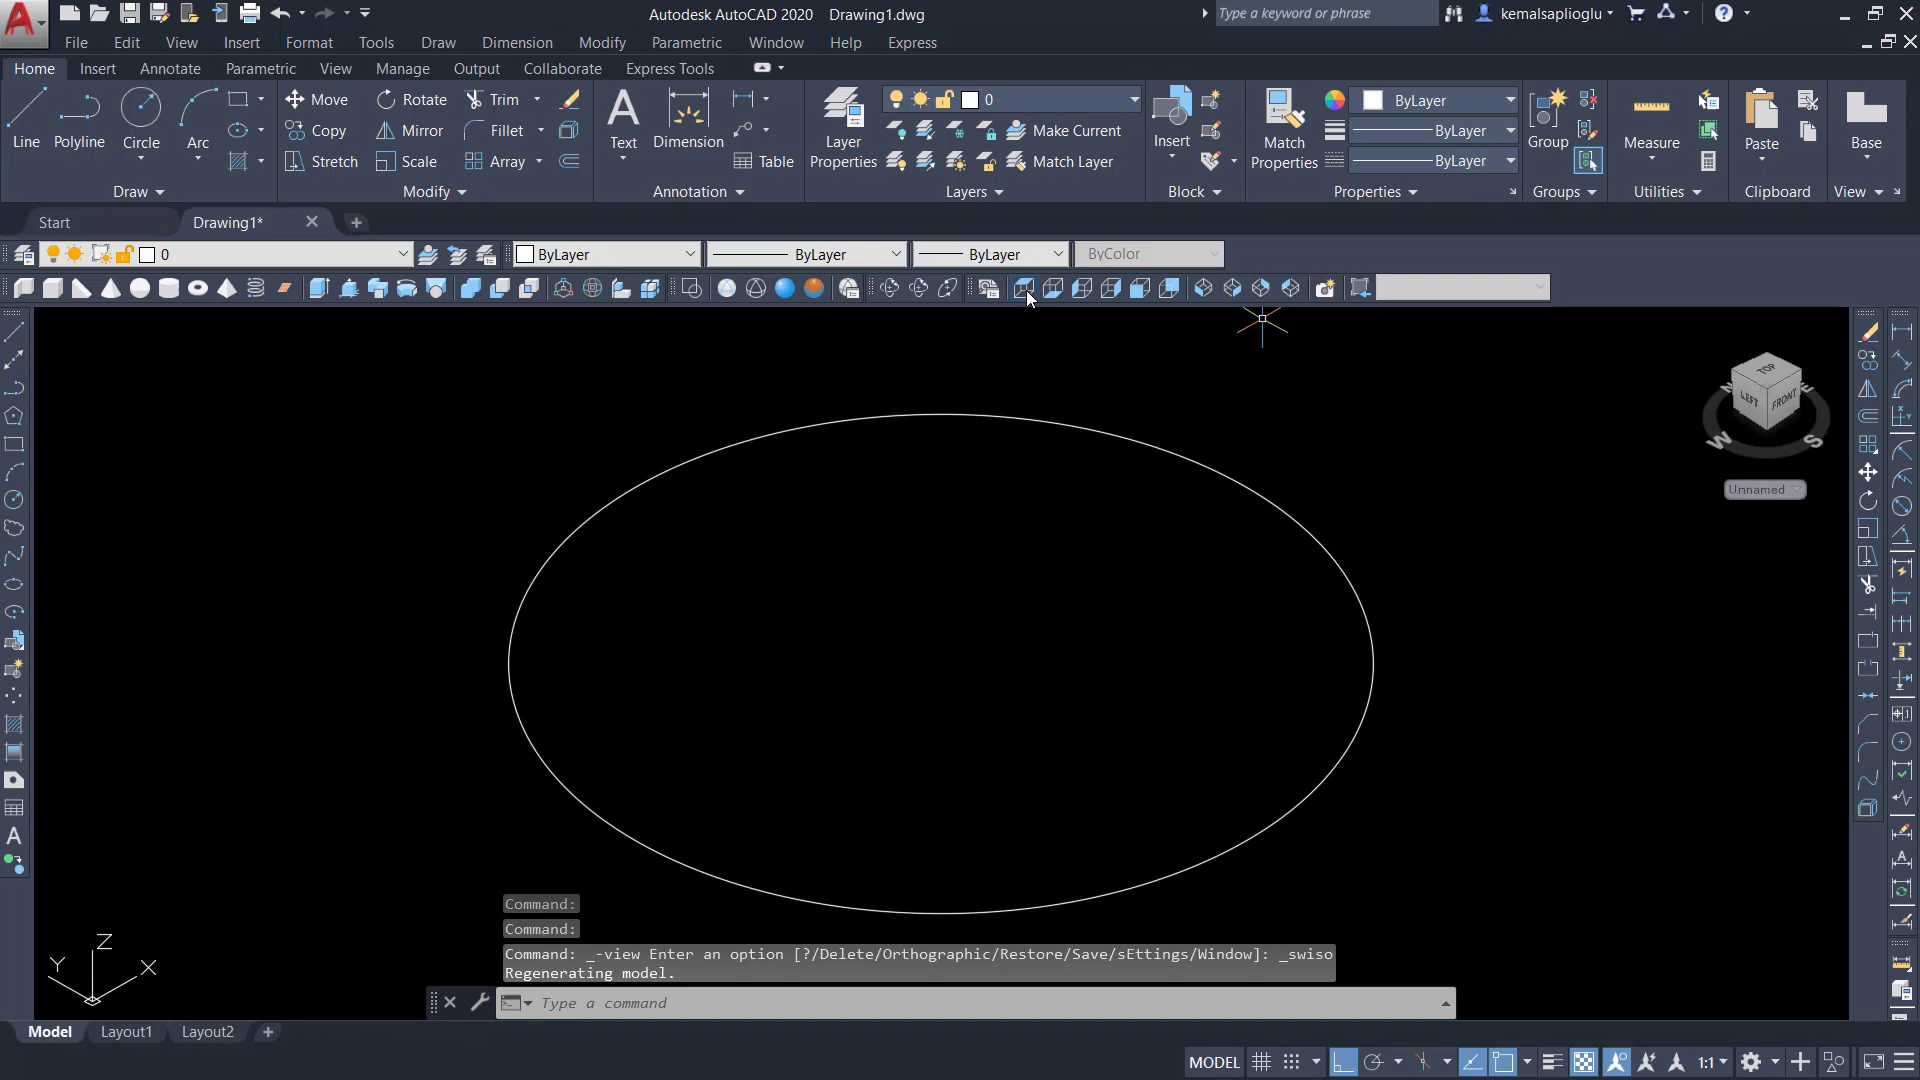 Autodesk AutoCAD 2020 Drawing1.dwg
Type a keyword or phrase
kemalsaplioglu
File Edit View Insert Format Tools Draw Dimension Modify Parametric Window Help Express
Home Insert Annotate Parametric View Manage Output Collaborate Express Tools
Line Polyline Circle Arc
Move Rotate Trim
Copy Mirror Fillet
Stretch Scale Array
Text Dimension Table
Layer Properties
0
Make Current
Match Layer
Insert
Match Properties
ByLayer
ByLayer
ByLayer
Group
Measure
Paste
Base
Draw Modify Annotation Layers Block Properties Groups Utilities Clipboard View
Start Drawing1*
0 ByLayer ByLayer ByLayer ByColor
TOP
LEFT FRONT
W S
Unnamed
Z
Y X
Command:
Command:
Command: _-view Enter an option [?/Delete/Orthographic/Restore/Save/sEttings/Window]: _swiso
Regenerating model.
Type a command
Model Layout1 Layout2
MODEL 1:1